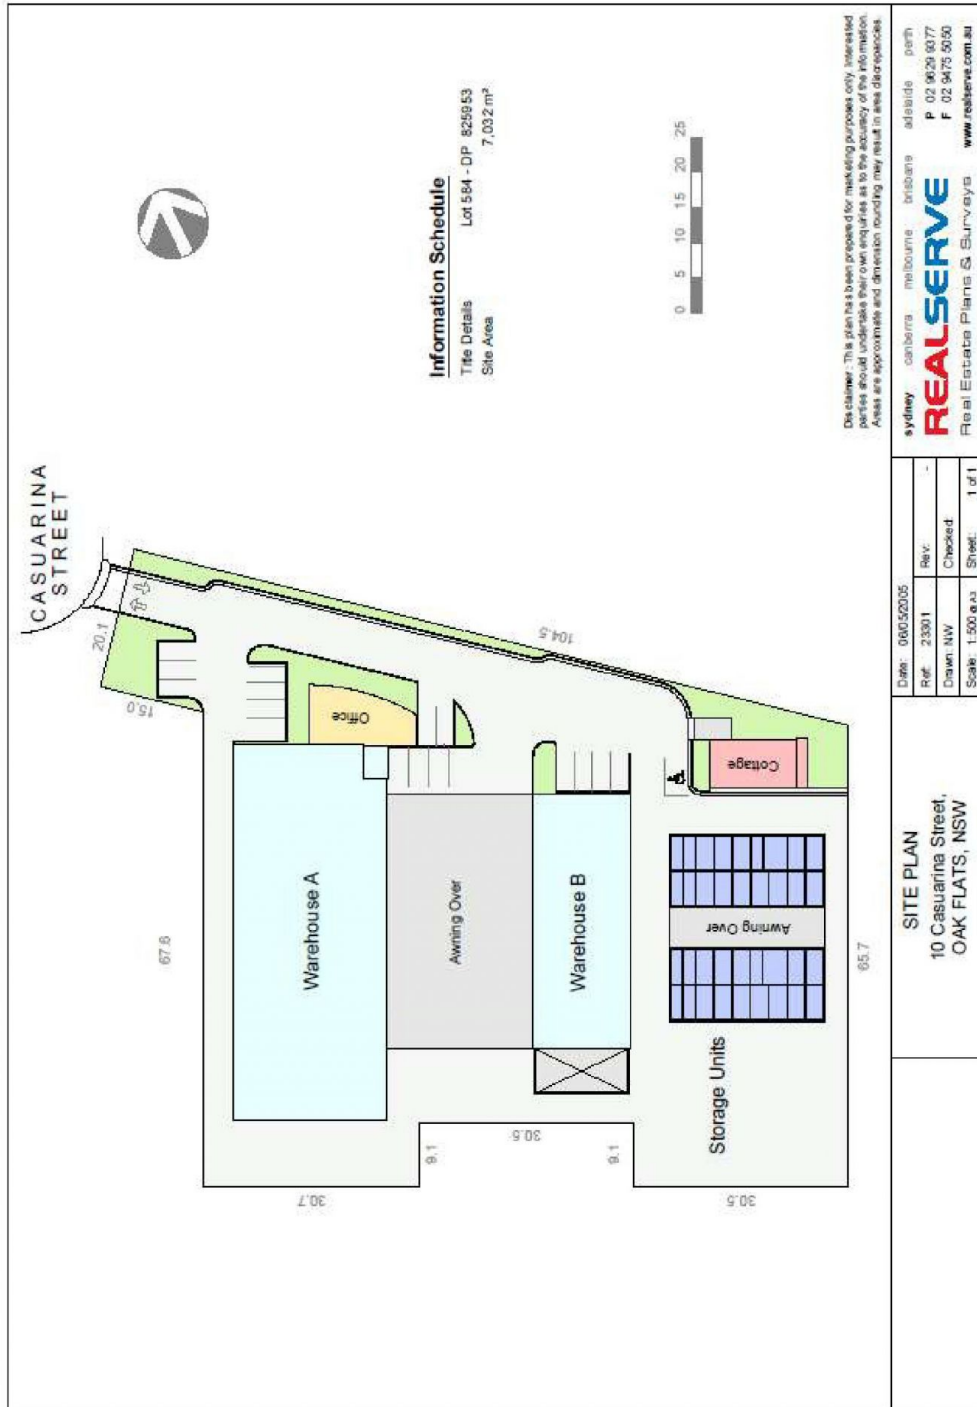 CASUARINA
STREET
20.1
15.0
104.5
67.6
Office
Warehouse A
Awning Over
Warehouse B
Cottage
Awning Over
Storage Units
30.7
9.1
30.5
9.1
30.5
65.7
Information Schedule
Title Details Lot 584 - DP 825953
Site Area 7,032 m²
0 5 10 15 20 25
Disclaimer: This plan has been prepared for marketing purposes only. Interested
parties should undertake their own enquiries as to the accuracy of the information.
Areas are approximate and dimension rounding may result in area discrepancies.
SITE PLAN
10 Casuarina Street,
OAK FLATS, NSW
Date: 06/05/2005
Ref: 23301 Rev: -
Drawn: NW Checked:
Scale: 1:500 @ A3 Sheet: 1 of 1
sydney canberra melbourne brisbane adelaide perth
REALSERVE
P 02 9629 9377
F 02 9475 5050
Real Estate Plans & Surveys www.realserve.com.au